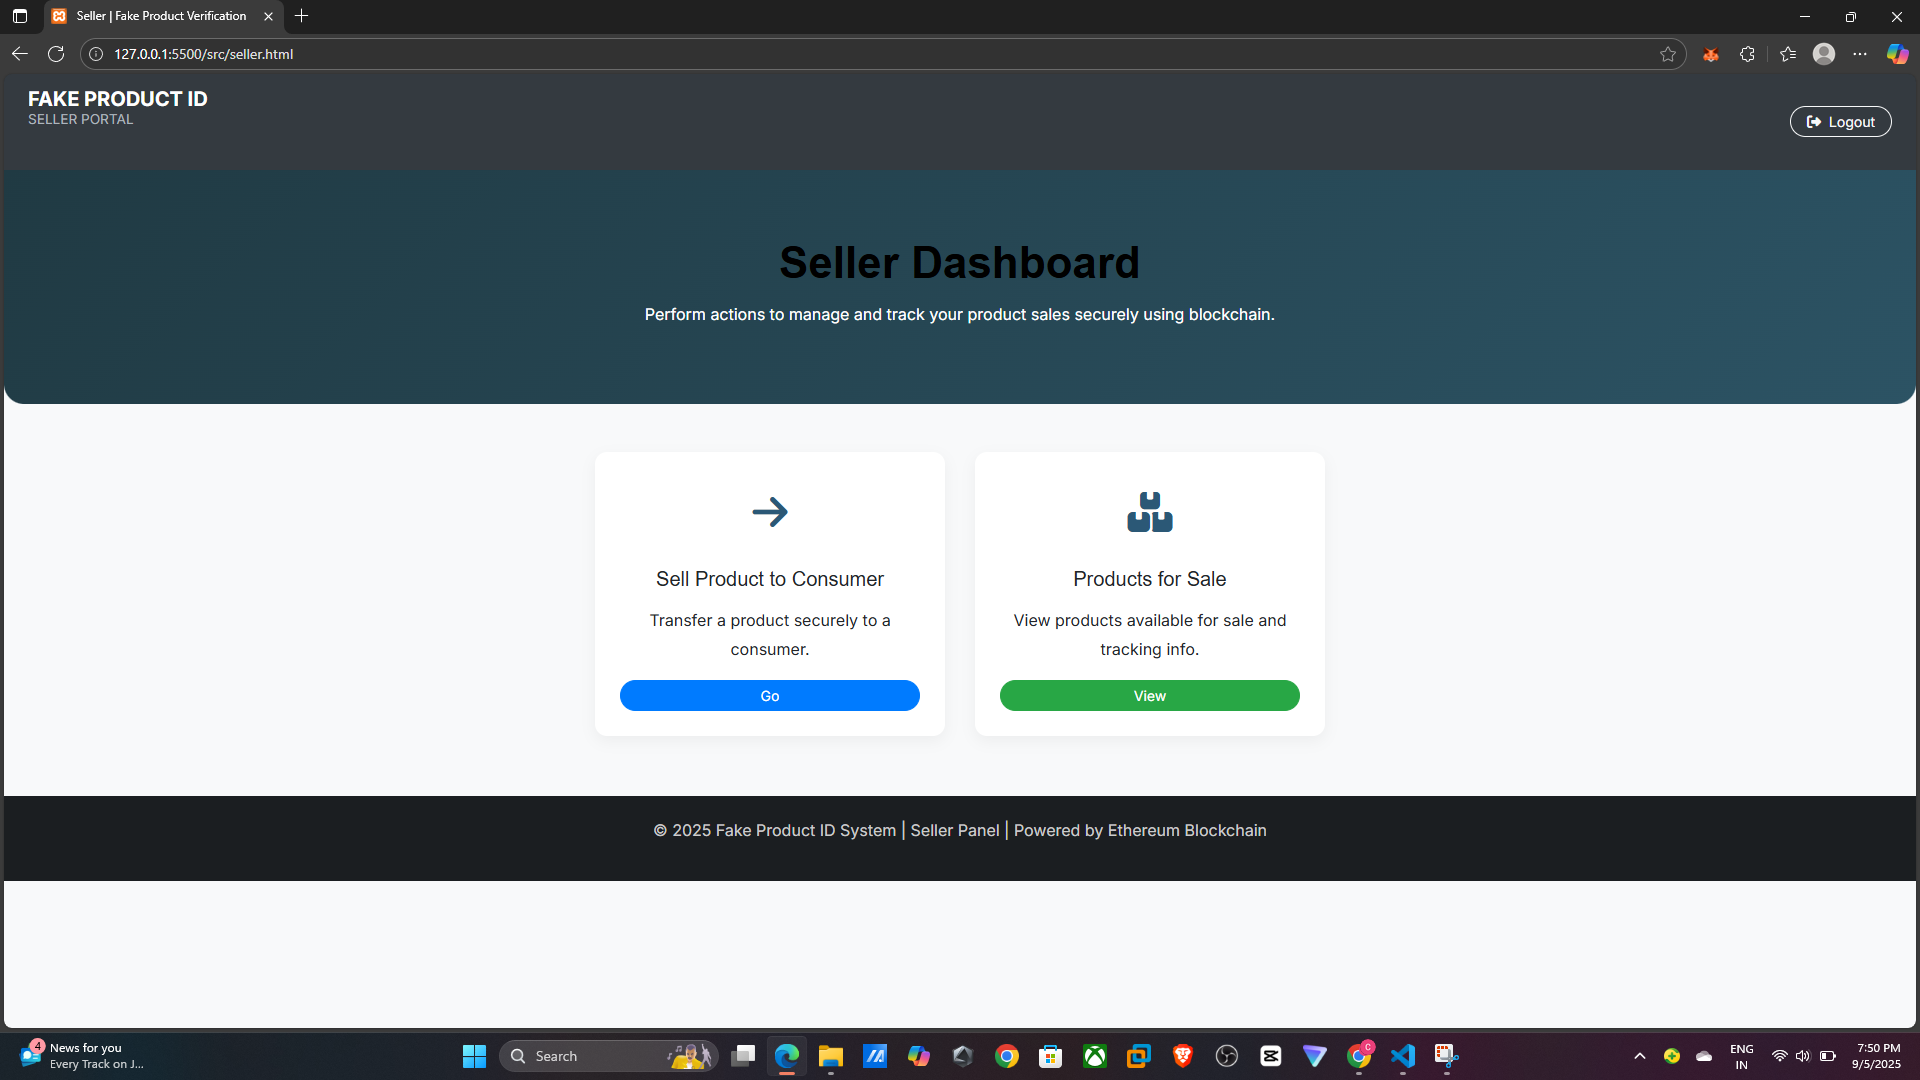 Seller | Fake Product Verification
127.0.0.1:5500/src/seller.html
FAKE PRODUCT ID
SELLER PORTAL
Logout
Seller Dashboard
Perform actions to manage and track your product sales securely using blockchain.
Sell Product to Consumer
Transfer a product securely to a
consumer.
Go
Products for Sale
View products available for sale and
tracking info.
View
© 2025 Fake Product ID System | Seller Panel | Powered by Ethereum Blockchain
4
News for you
Every Track on J...
Search
C
ENG
IN
7:50 PM
9/5/2025